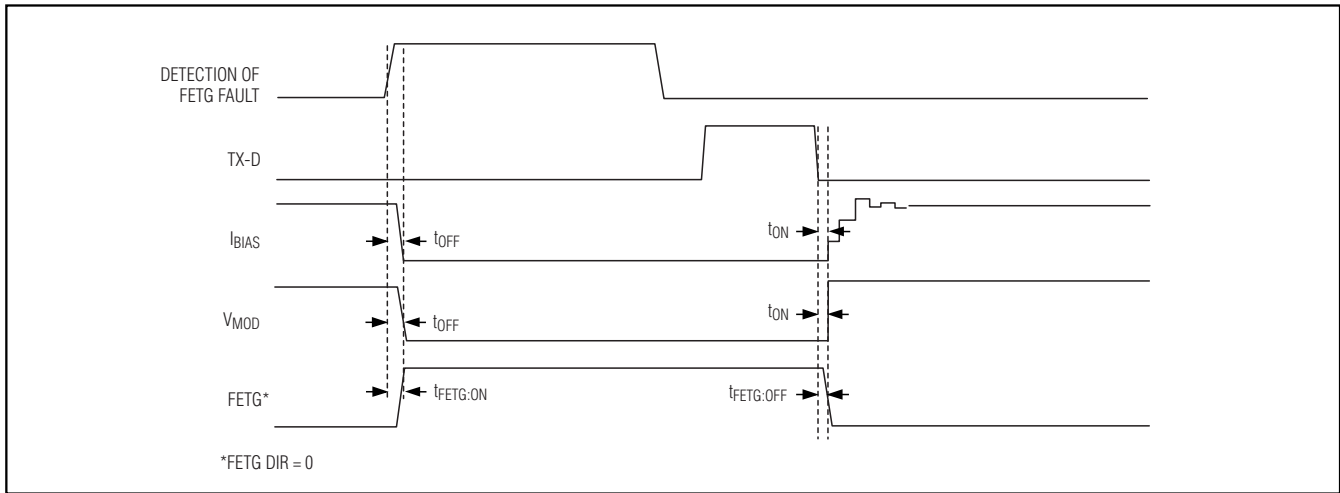 DETECTION OF
FETG FAULT
TX-D
IBIAS
tOFF
tON
VMOD
tOFF
tON
FETG*
tFETG:ON
tFETG:OFF
*FETG DIR = 0